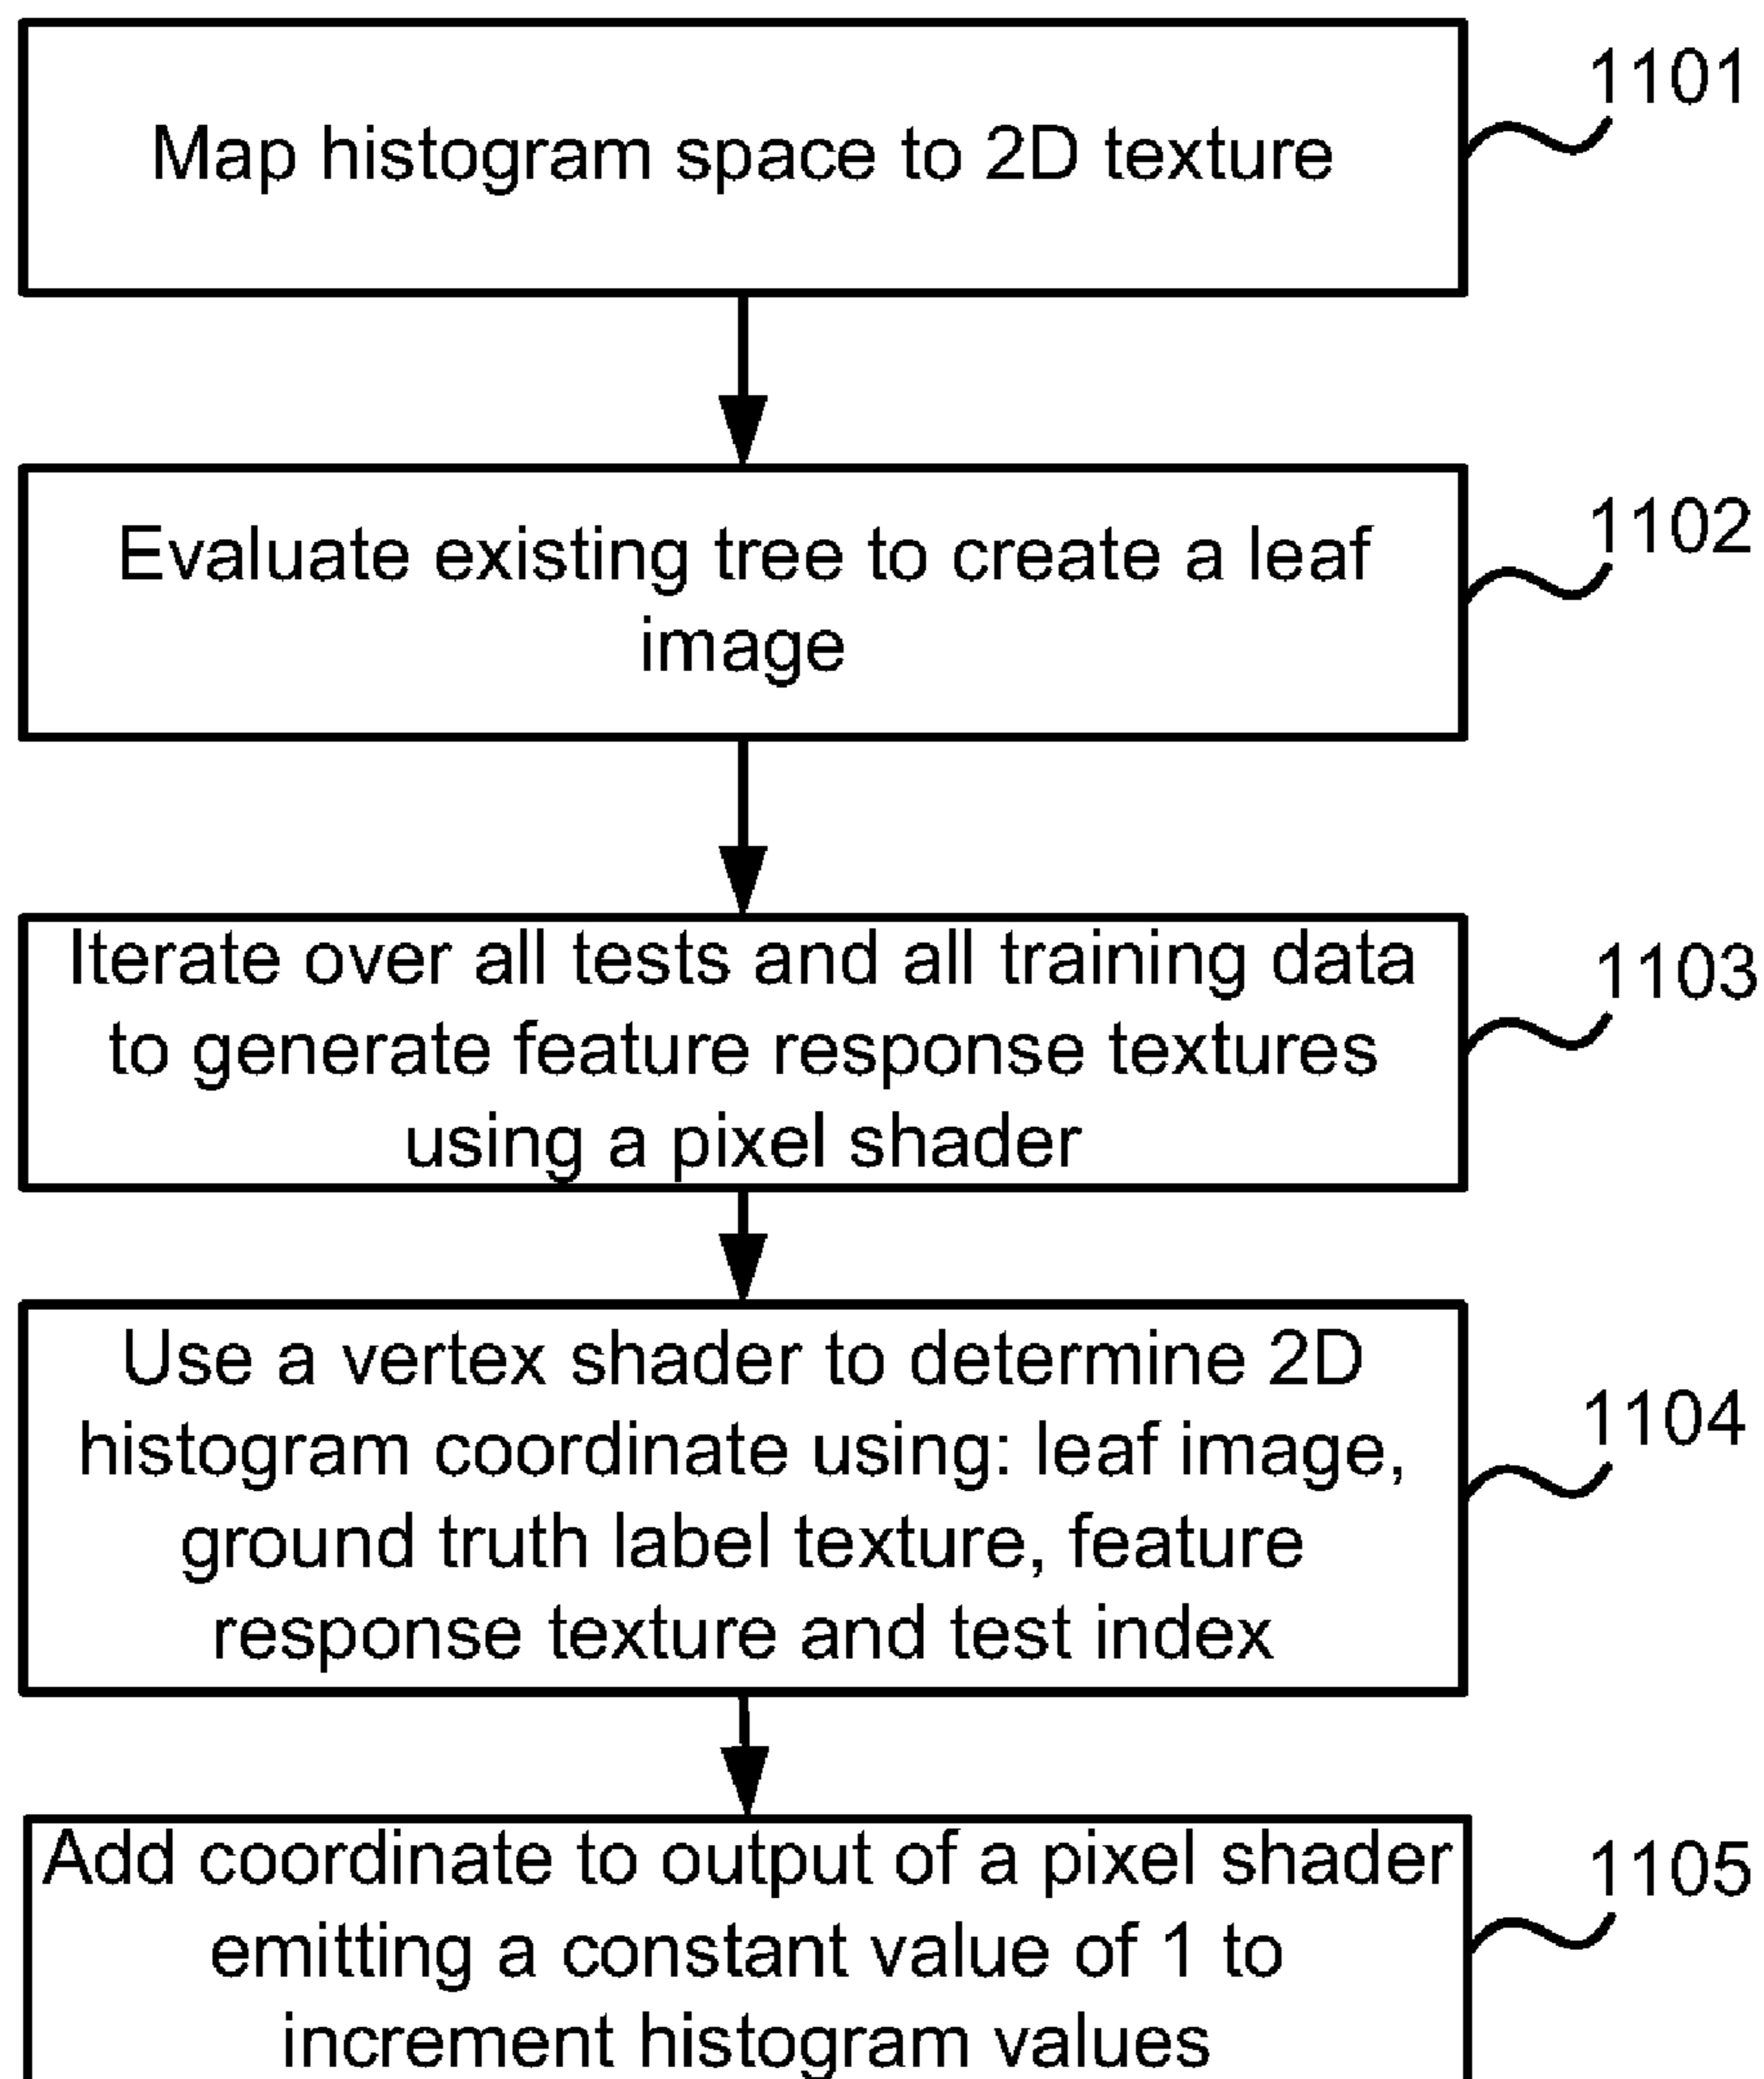 Map histogram space to 2D texture
1101
Evaluate existing tree to create a leaf
image
1102
Iterate over all tests and all training data
to generate feature response textures
using a pixel shader
1103
Use a vertex shader to determine 2D
histogram coordinate using: leaf image,
ground truth label texture, feature
response texture and test index
1104
Add coordinate to output of a pixel shader
emitting a constant value of 1 to
increment histogram values
1105